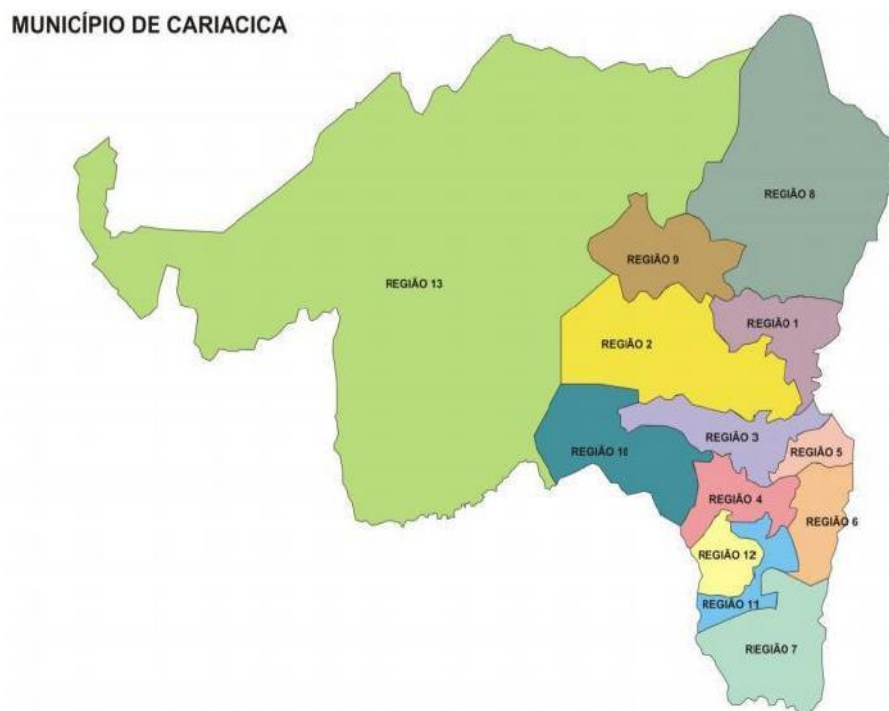 MUNICÍPIO DE CARIACICA
REGIÃO 8
REGIÃO 9
REGIÃO 13
REGIÃO 1
REGIÃO 2
REGIÃO 3
REGIÃO 10
REGIÃO 5
REGIÃO 4
REGIÃO 6
REGIÃO 12
REGIÃO 11
REGIÃO 7